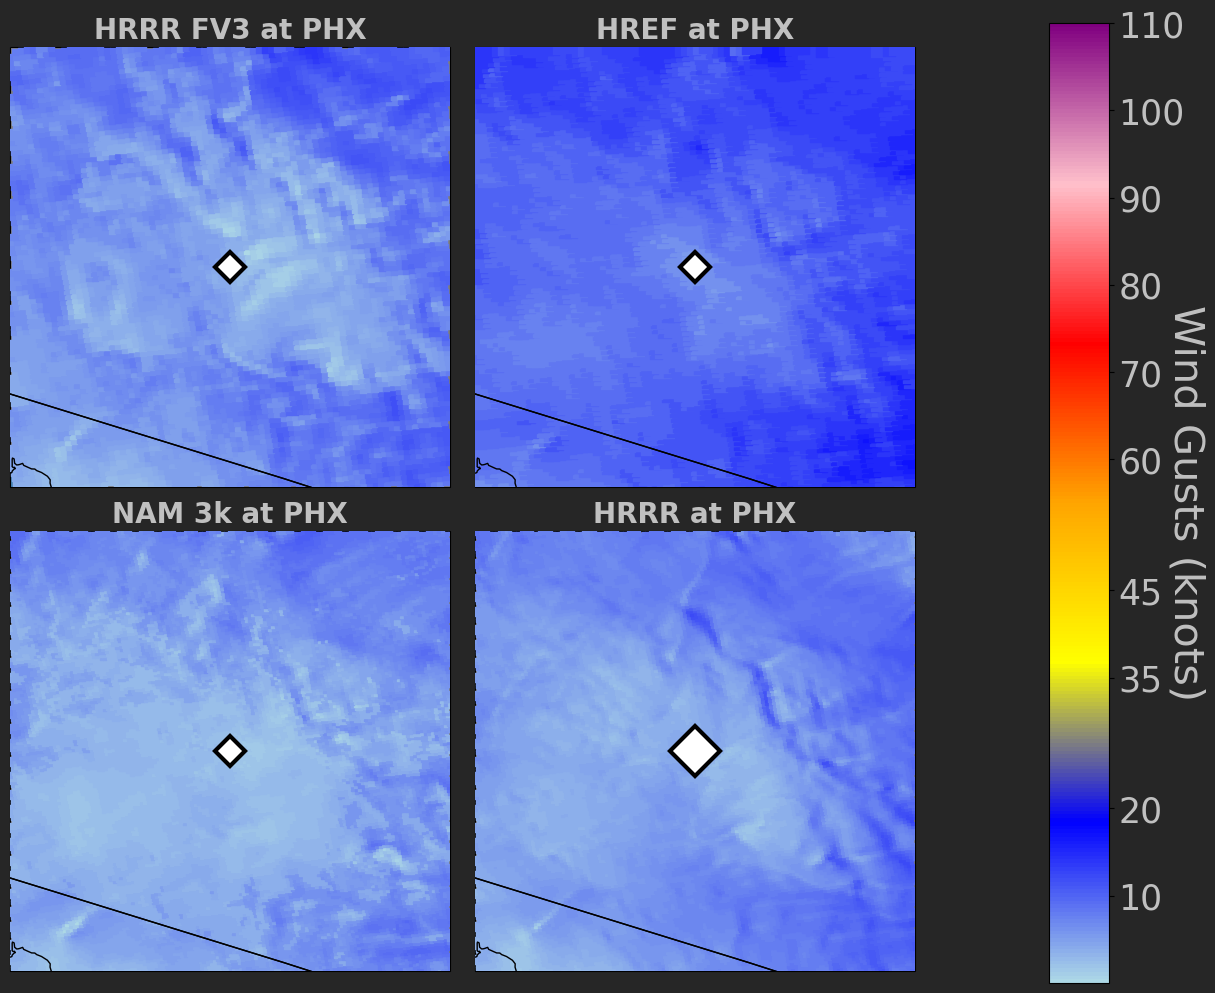 HRRR FV3 at PHX
HREF at PHX
NAM 3k at PHX
HRRR at PHX
110
100
90
80
70
60
45
35
20
10
Wind Gusts (knots)